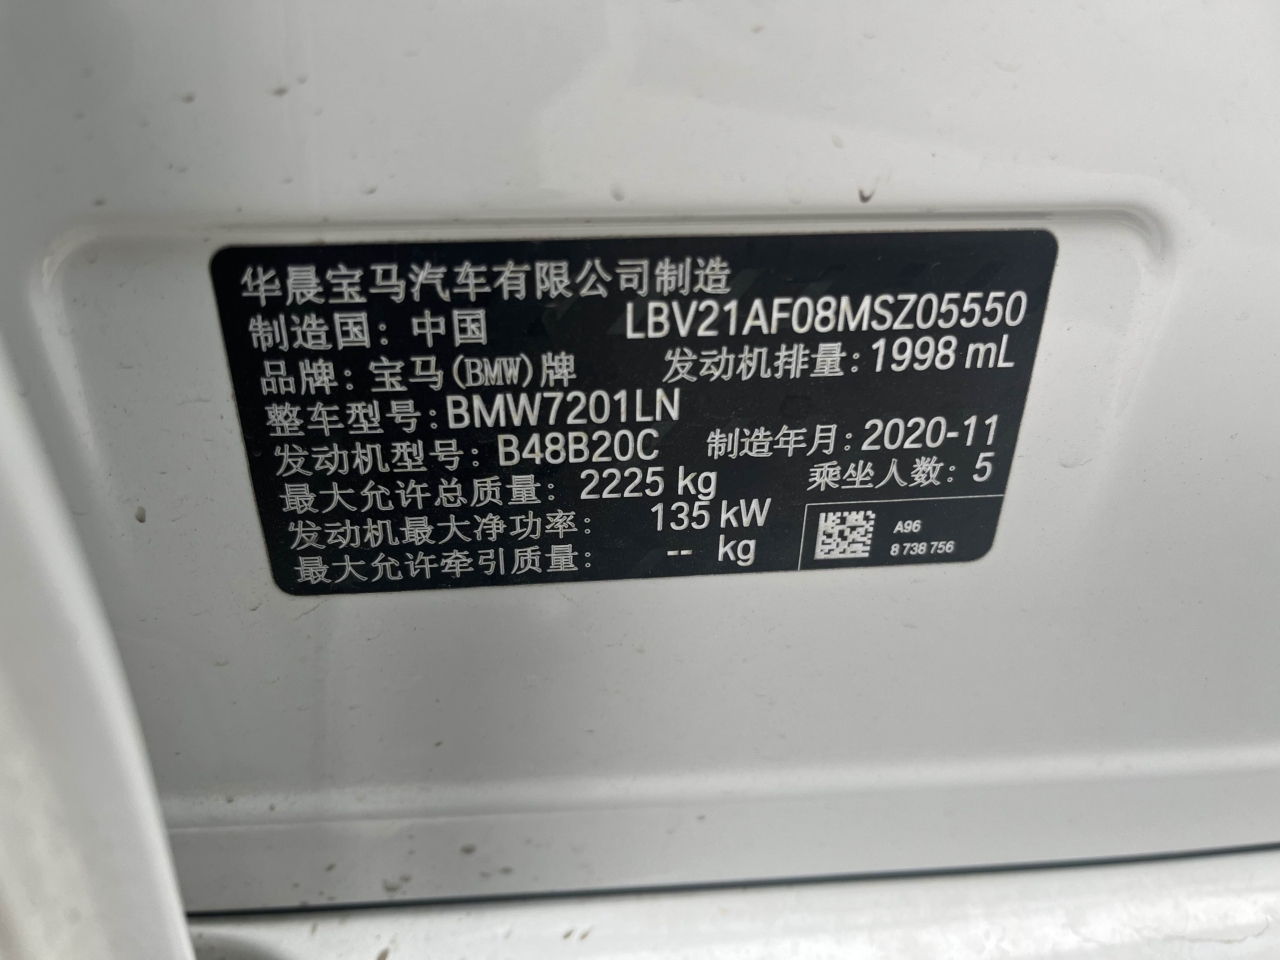 华晨宝马汽车有限公司制造
制造国：中国 LBV21AF08MSZ05550
品牌：宝马(BMW)牌 发动机排量：1998 mL
整车型号：BMW7201LN
发动机型号：B48B20C 制造年月：2020-11
最大允许总质量：2225 kg 乘坐人数：5
发动机最大净功率：135 kW
最大允许牵引质量：-- kg
A96
8 738 756